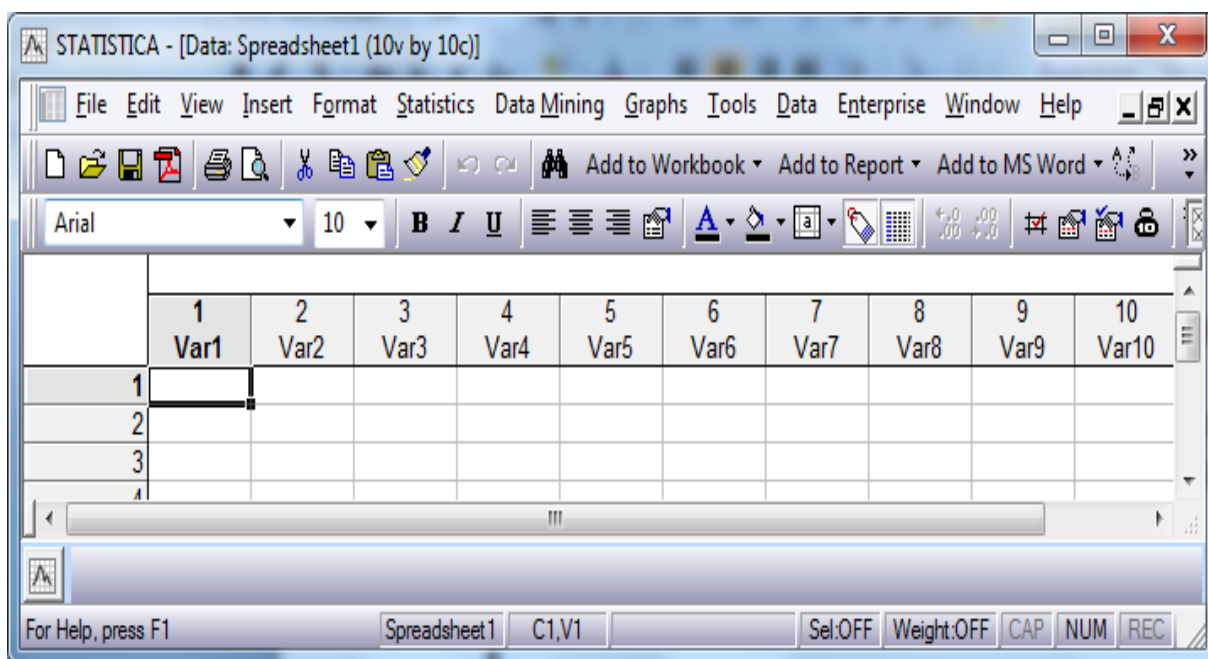 STATISTICA - [Data: Spreadsheet1 (10v by 10c)]
File Edit View Insert Format Statistics Data Mining Graphs Tools Data Enterprise Window Help
Add to Workbook Add to Report Add to MS Word
Arial 10 B I U A a
1 2 3 4 5 6 7 8 9 10
Var1 Var2 Var3 Var4 Var5 Var6 Var7 Var8 Var9 Var10
1
2
3
4
For Help, press F1 Spreadsheet1 C1,V1 Sel:OFF Weight:OFF CAP NUM REC